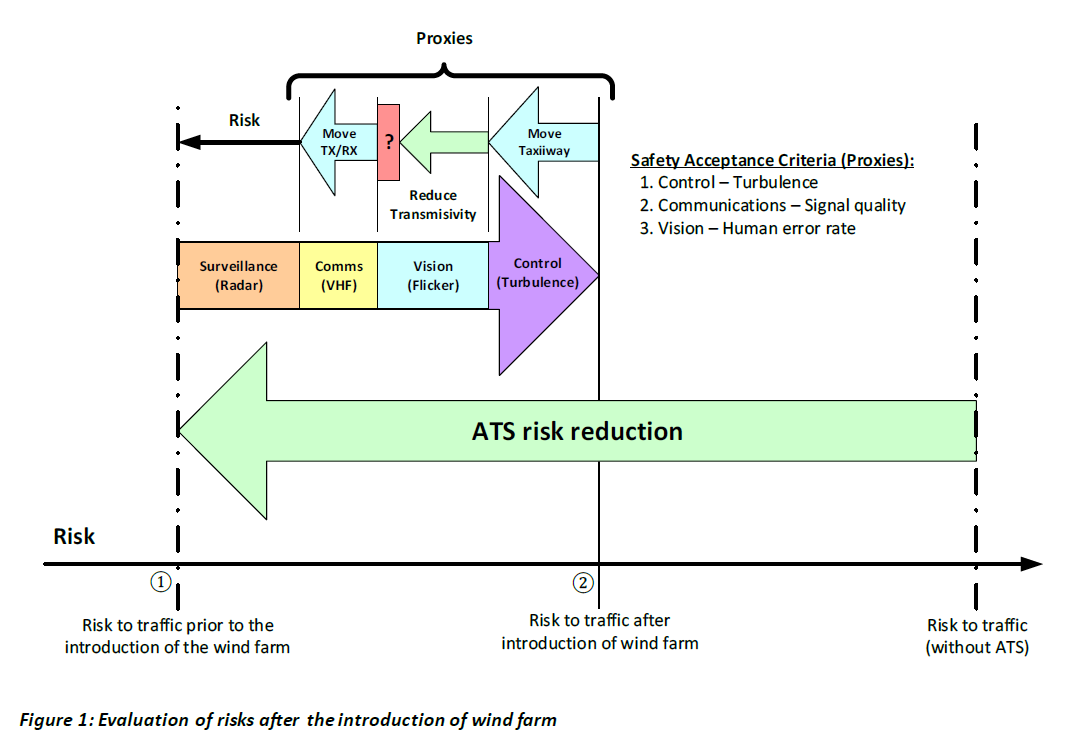 Proxies
Risk
Move
TX/RX
?
Move
Taxiiway
Reduce
Transmisivity
Safety Acceptance Criteria (Proxies):
1. Control – Turbulence
2. Communications – Signal quality
3. Vision – Human error rate
Surveillance
(Radar)
Comms
(VHF)
Vision
(Flicker)
Control
(Turbulence)
ATS risk reduction
Risk
①
②
Risk to traffic prior to the
introduction of the wind farm
Risk to traffic after
introduction of wind farm
Risk to traffic
(without ATS)
Figure 1: Evaluation of risks after the introduction of wind farm